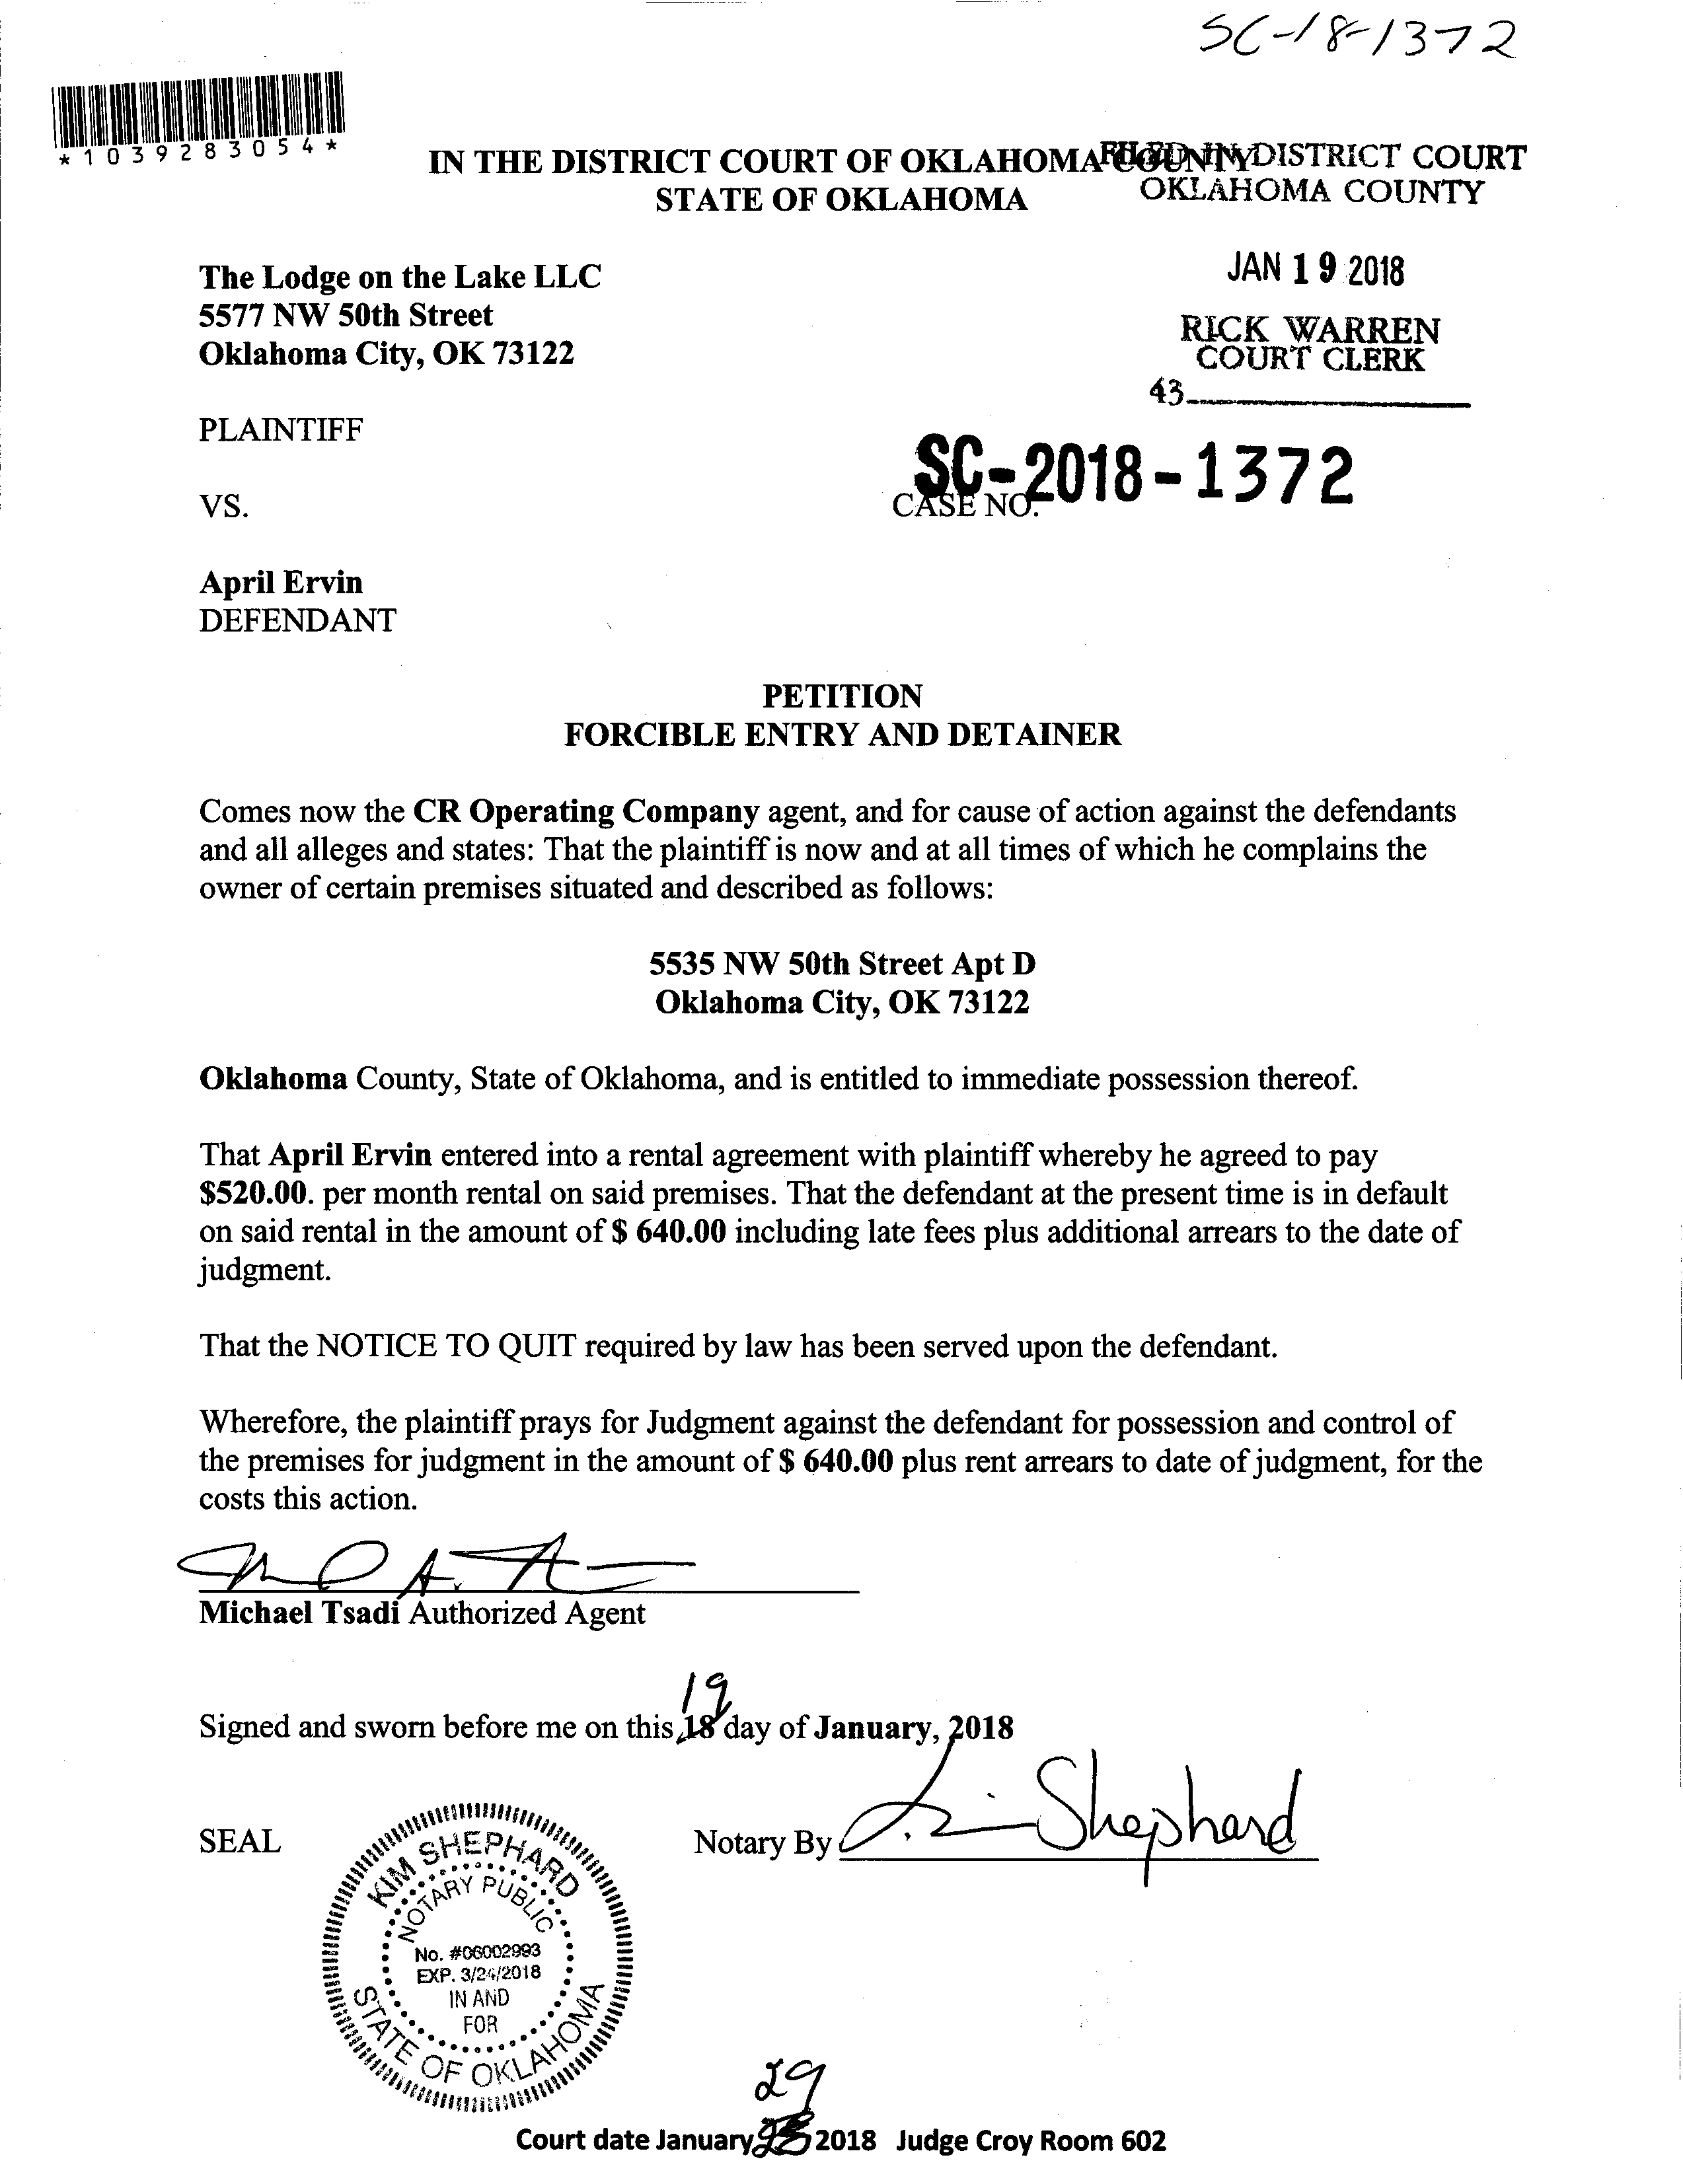 SC-18-1372
*1039283054*
IN THE DISTRICT COURT OF OKLAHOMA COUNTY
STATE OF OKLAHOMA
FILED IN DISTRICT COURT
OKLAHOMA COUNTY
The Lodge on the Lake LLC
5577 NW 50th Street
Oklahoma City, OK 73122
JAN 19 2018
RICK WARREN
COURT CLERK
43
PLAINTIFF
SC-2018-1372
VS.
CASE NO.
April Ervin
DEFENDANT
PETITION
FORCIBLE ENTRY AND DETAINER
Comes now the CR Operating Company agent, and for cause of action against the defendants
and all alleges and states: That the plaintiff is now and at all times of which he complains the
owner of certain premises situated and described as follows:
5535 NW 50th Street Apt D
Oklahoma City, OK 73122
Oklahoma County, State of Oklahoma, and is entitled to immediate possession thereof.
That April Ervin entered into a rental agreement with plaintiff whereby he agreed to pay
$520.00. per month rental on said premises. That the defendant at the present time is in default
on said rental in the amount of $ 640.00 including late fees plus additional arrears to the date of
judgment.
That the NOTICE TO QUIT required by law has been served upon the defendant.
Wherefore, the plaintiff prays for Judgment against the defendant for possession and control of
the premises for judgment in the amount of $ 640.00 plus rent arrears to date of judgment, for the
costs this action.
Michael Tsadi Authorized Agent
19
Signed and sworn before me on this 18 day of January, 2018
SEAL
Notary By Shephard
KIM SHEPHARD
NOTARY PUBLIC
No. #06002993
EXP. 3/24/2018
IN AND
FOR
STATE OF OKLAHOMA
29
Court date January 2018 Judge Croy Room 602